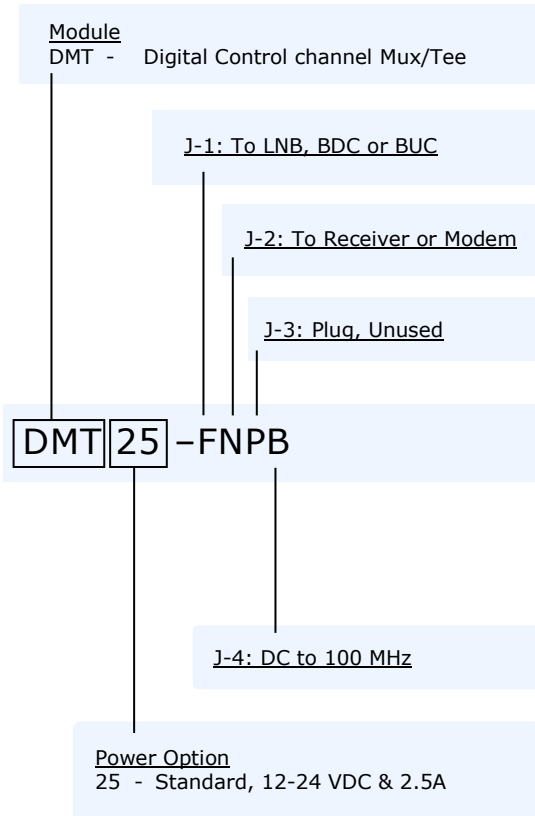 Module
DMT - Digital Control channel Mux/Tee
J-1: To LNB, BDC or BUC
J-2: To Receiver or Modem
J-3: Plug, Unused
DMT 25 –FNPB
J-4: DC to 100 MHz
Power Option
25 - Standard, 12-24 VDC & 2.5A